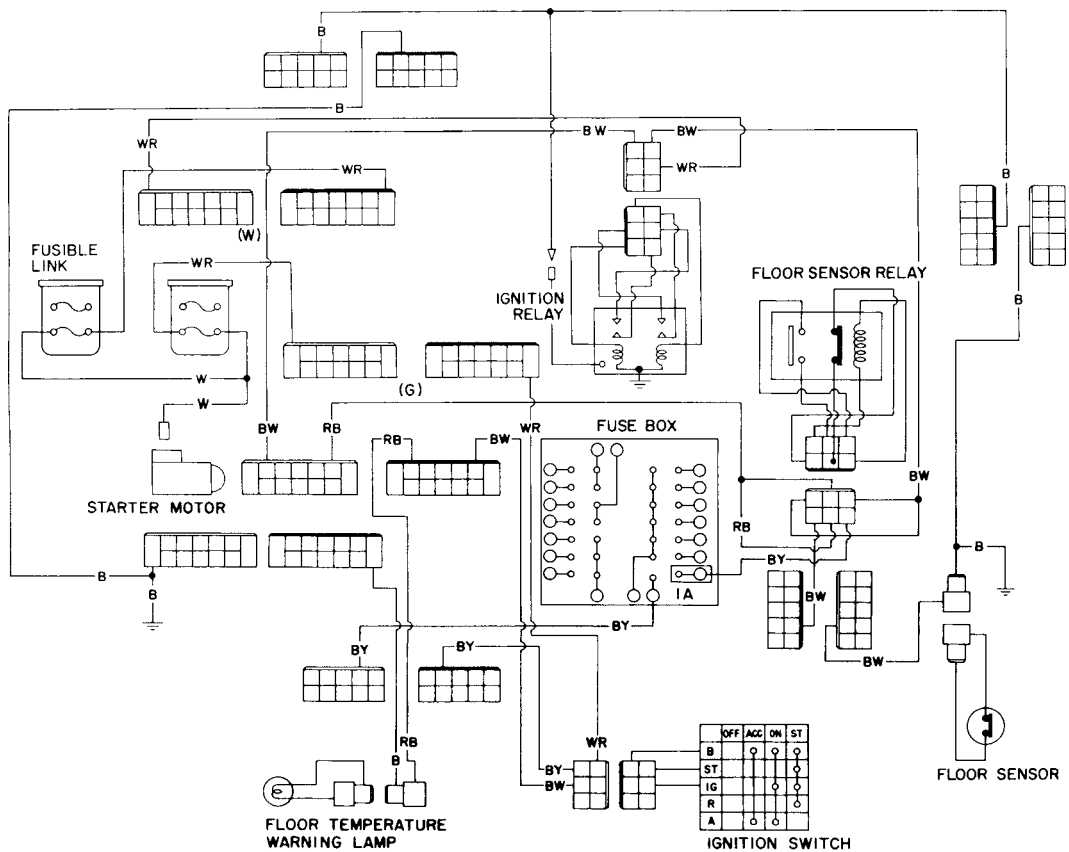 B
B
B
WR
BW
BW
WR
WR
B
(W)
FUSIBLE
LINK
WR
IGNITION
RELAY
FLOOR SENSOR RELAY
B
W
W
(G)
BW
RB
RB
BW
WR
FUSE BOX
BW
STARTER MOTOR
RB
B
B
BY
1A
BW
BY
BW
BY
BY
RB
B
WR
BY
BW
OFF ACC ON ST
B
ST
IG
R
A
FLOOR SENSOR
FLOOR TEMPERATURE
WARNING LAMP
IGNITION SWITCH
B